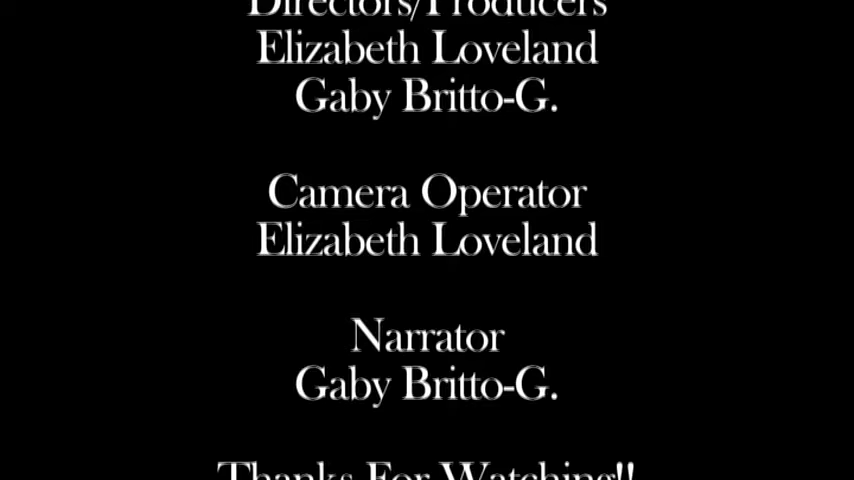 Directors/Producers
Elizabeth Loveland
Gaby Britto-G.
Camera Operator
Elizabeth Loveland
Narrator
Gaby Britto-G.
Thanks For Watching!!